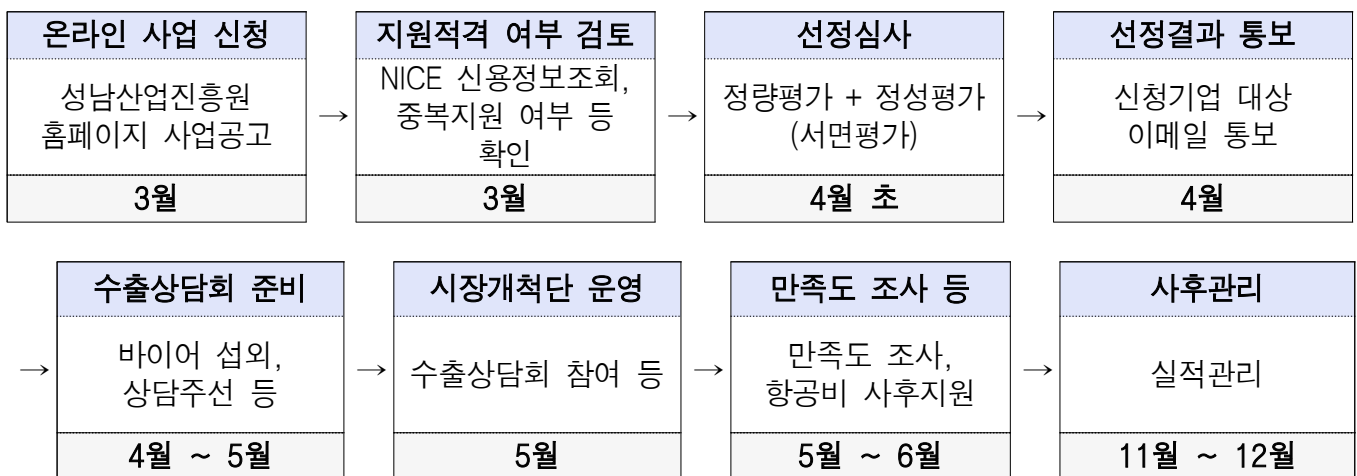 온라인 사업 신청
성남산업진흥원
홈페이지 사업공고
3월
→
지원적격 여부 검토
NICE 신용정보조회,
중복지원 여부 등
확인
3월
→
선정심사
정량평가 + 정성평가
(서면평가)
4월 초
→
선정결과 통보
신청기업 대상
이메일 통보
4월
→
수출상담회 준비
바이어 섭외,
상담주선 등
4월 ~ 5월
→
시장개척단 운영
수출상담회 참여 등
5월
→
만족도 조사 등
만족도 조사,
항공비 사후지원
5월 ~ 6월
→
사후관리
실적관리
11월 ~ 12월